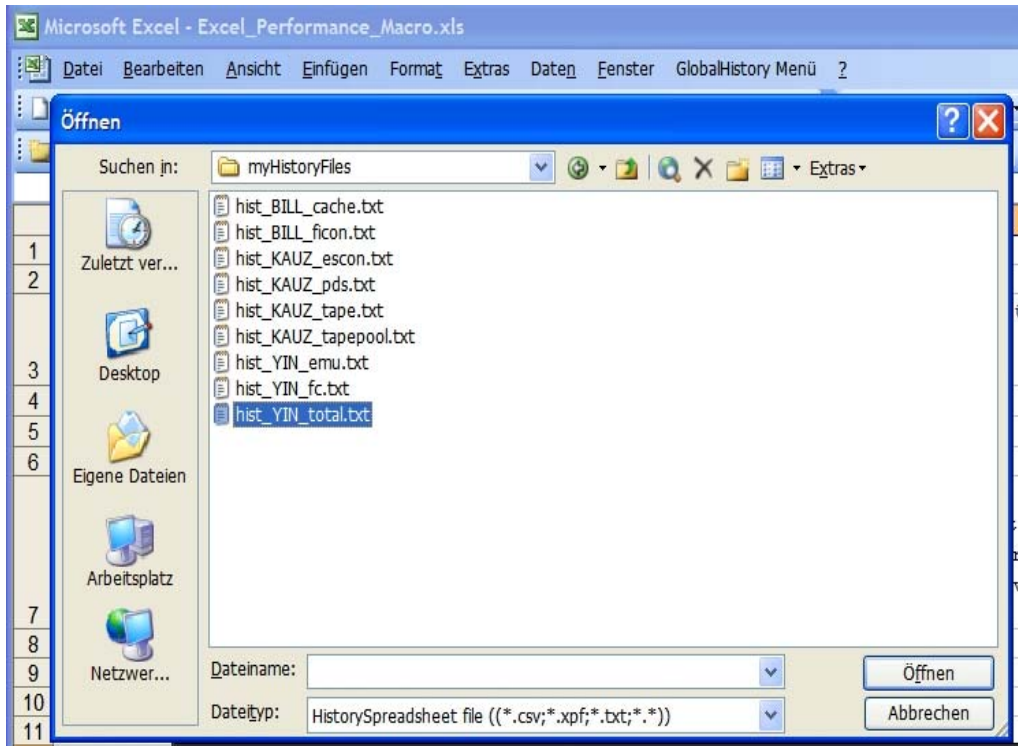 Microsoft Excel - Excel_Performance_Macro.xls
Datei Bearbeiten Ansicht Einfügen Format Extras Daten Fenster GlobalHistory Menü ?
Öffnen
Suchen in: myHistoryFiles Extras
hist_BILL_cache.txt
hist_BILL_ficon.txt
hist_KAUZ_escon.txt
hist_KAUZ_pds.txt
hist_KAUZ_tape.txt
hist_KAUZ_tapepool.txt
hist_YIN_emu.txt
hist_YIN_fc.txt
hist_YIN_total.txt
Zuletzt ver...
Desktop
Eigene Dateien
Arbeitsplatz
Netzwer...
Dateiname: Öffnen
Dateityp: HistorySpreadsheet file ((*.csv;*.xpf;*.txt;*.*)) Abbrechen
1
2
3
4
5
6
7
8
9
10
11